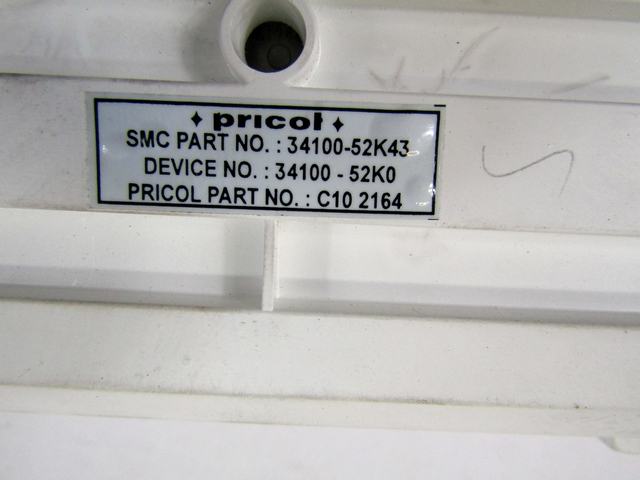 pricol
SMC PART NO. : 34100-52K43
DEVICE NO. : 34100 - 52K0
PRICOL PART NO. : C10 2164